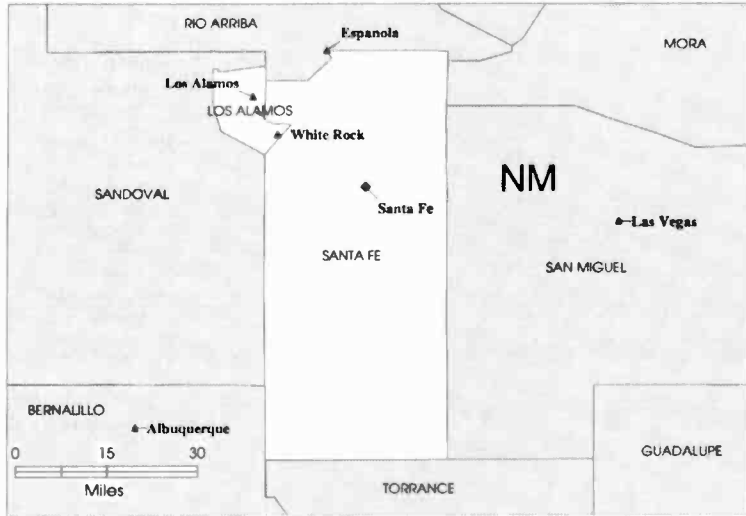 RIO ARRIBA
Espanola
MORA
Los Alamos
LOS ALAMOS
White Rock
NM
SANDOVAL
Santa Fe
Las Vegas
SANTA FE
SAN MIGUEL
BERNALILLO
Albuquerque
GUADALUPE
0 15 30
Miles
TORRANCE